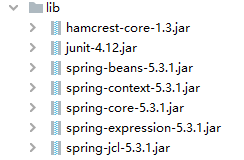 lib
hamcrest-core-1.3.jar
junit-4.12.jar
spring-beans-5.3.1.jar
spring-context-5.3.1.jar
spring-core-5.3.1.jar
spring-expression-5.3.1.jar
spring-jcl-5.3.1.jar